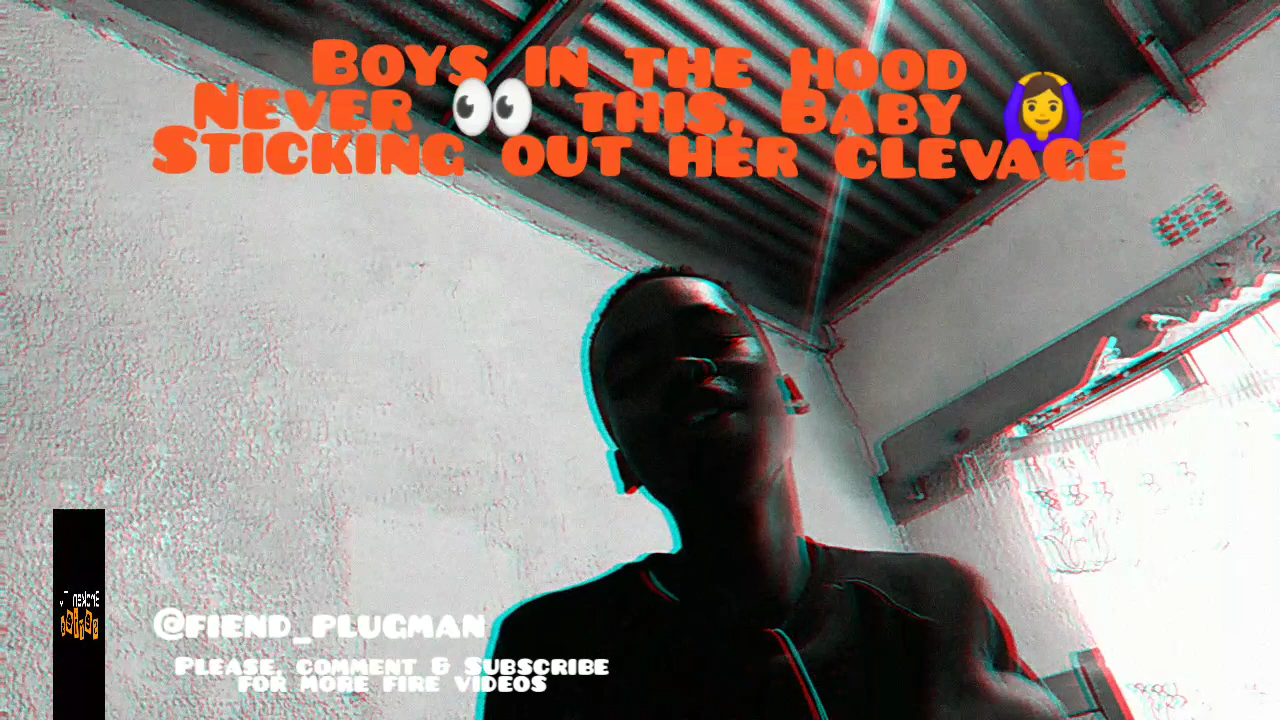 Boys in the hood
Never 👀 this, Baby 🙆‍♀️
Sticking out her clevage
@fiend_plugman
Please, comment & Subscribe
for more fire videos